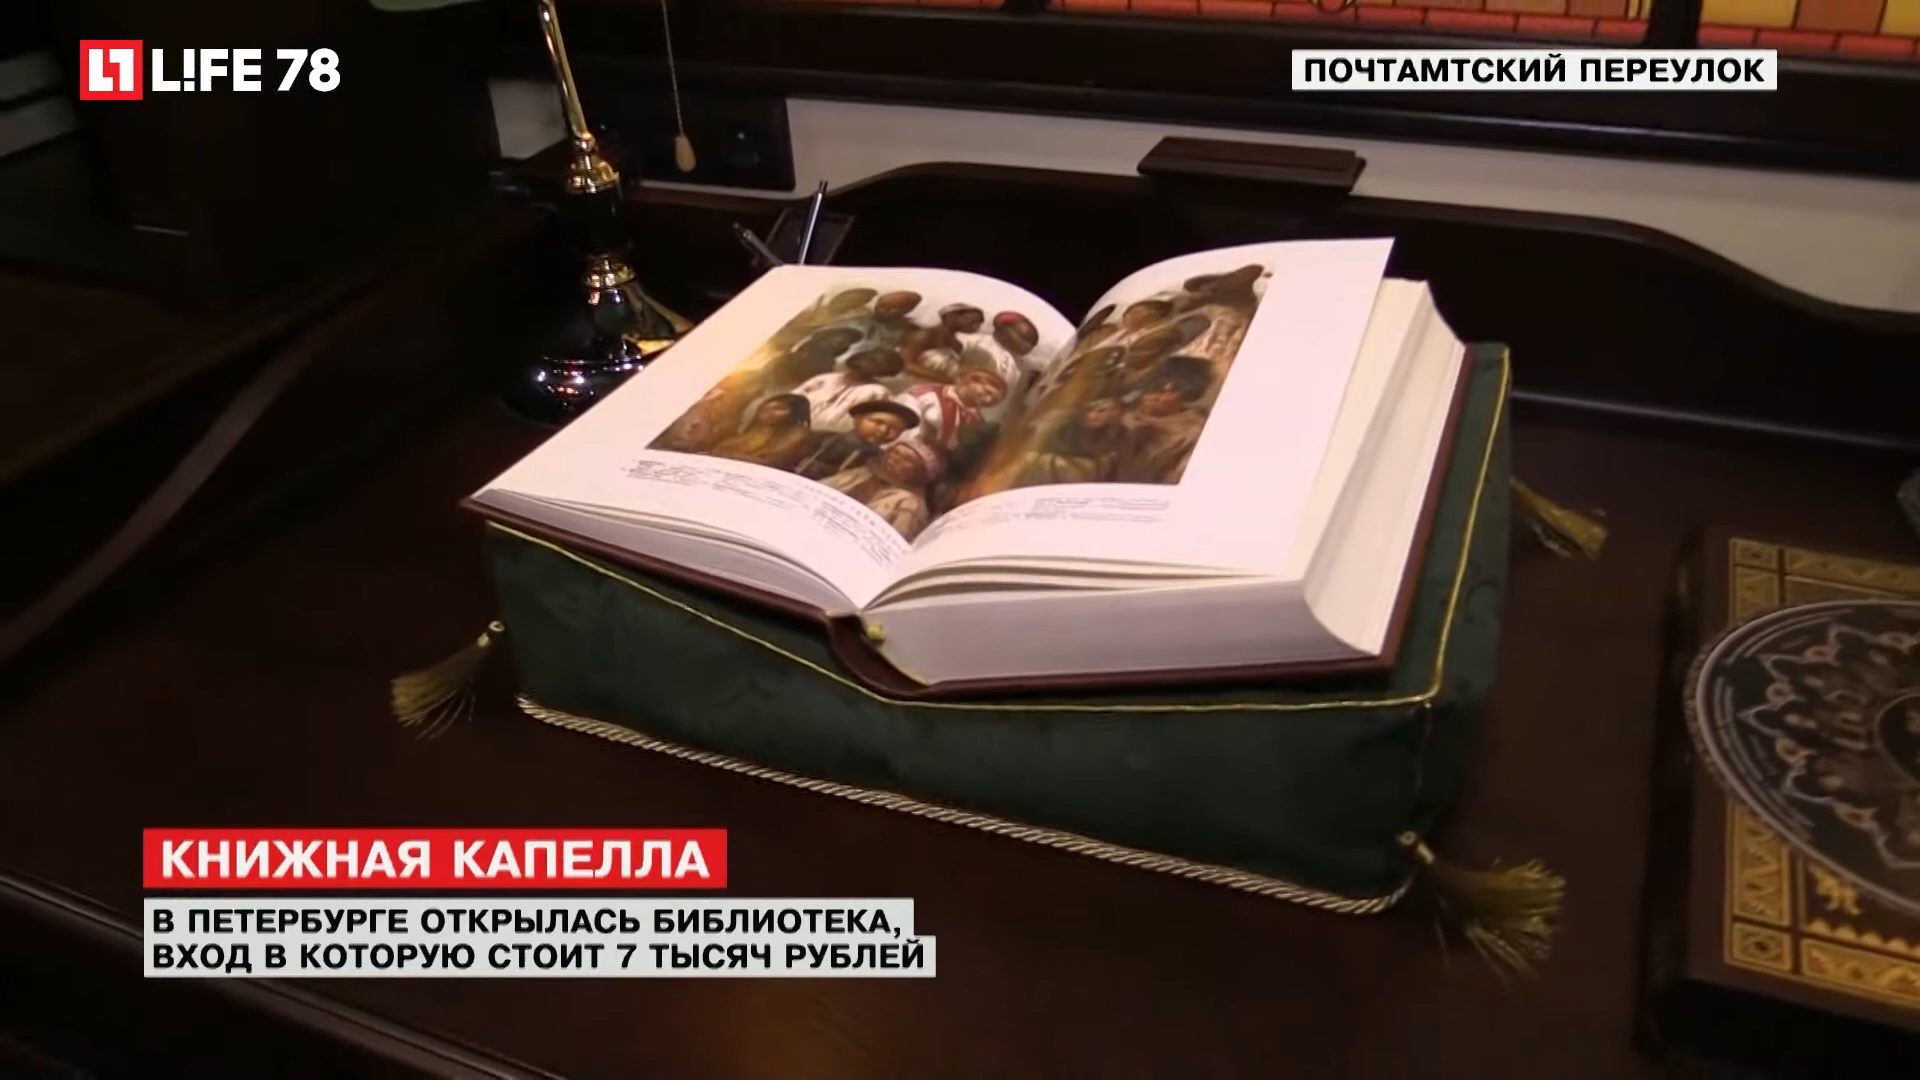 L!FE 78
ПОЧТАМТСКИЙ ПЕРЕУЛОК
КНИЖНАЯ КАПЕЛЛА
В ПЕТЕРБУРГЕ ОТКРЫЛАСЬ БИБЛИОТЕКА,
ВХОД В КОТОРУЮ СТОИТ 7 ТЫСЯЧ РУБЛЕЙ